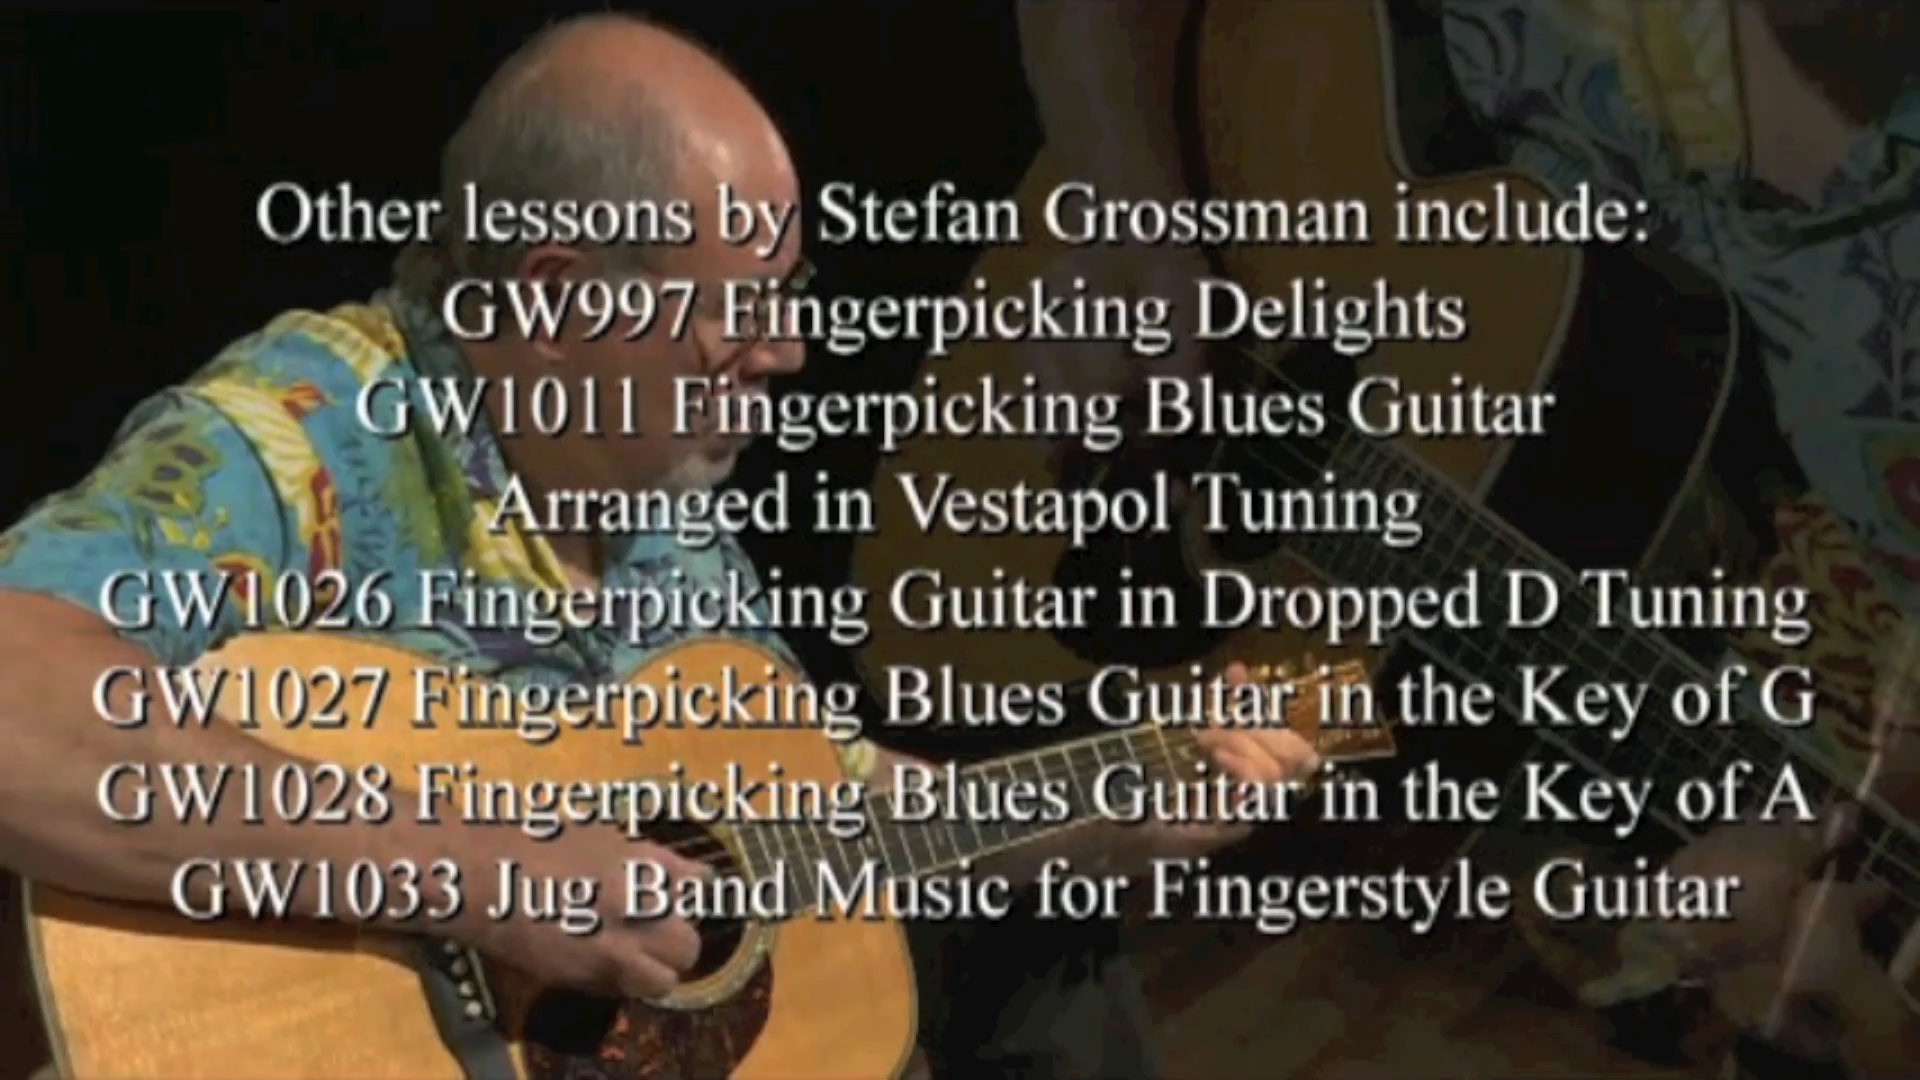 Other lessons by Stefan Grossman include:
GW997 Fingerpicking Delights
GW1011 Fingerpicking Blues Guitar
Arranged in Vestapol Tuning
GW1026 Fingerpicking Guitar in Dropped D Tuning
GW1027 Fingerpicking Blues Guitar in the Key of G
GW1028 Fingerpicking Blues Guitar in the Key of A
GW1033 Jug Band Music for Fingerstyle Guitar